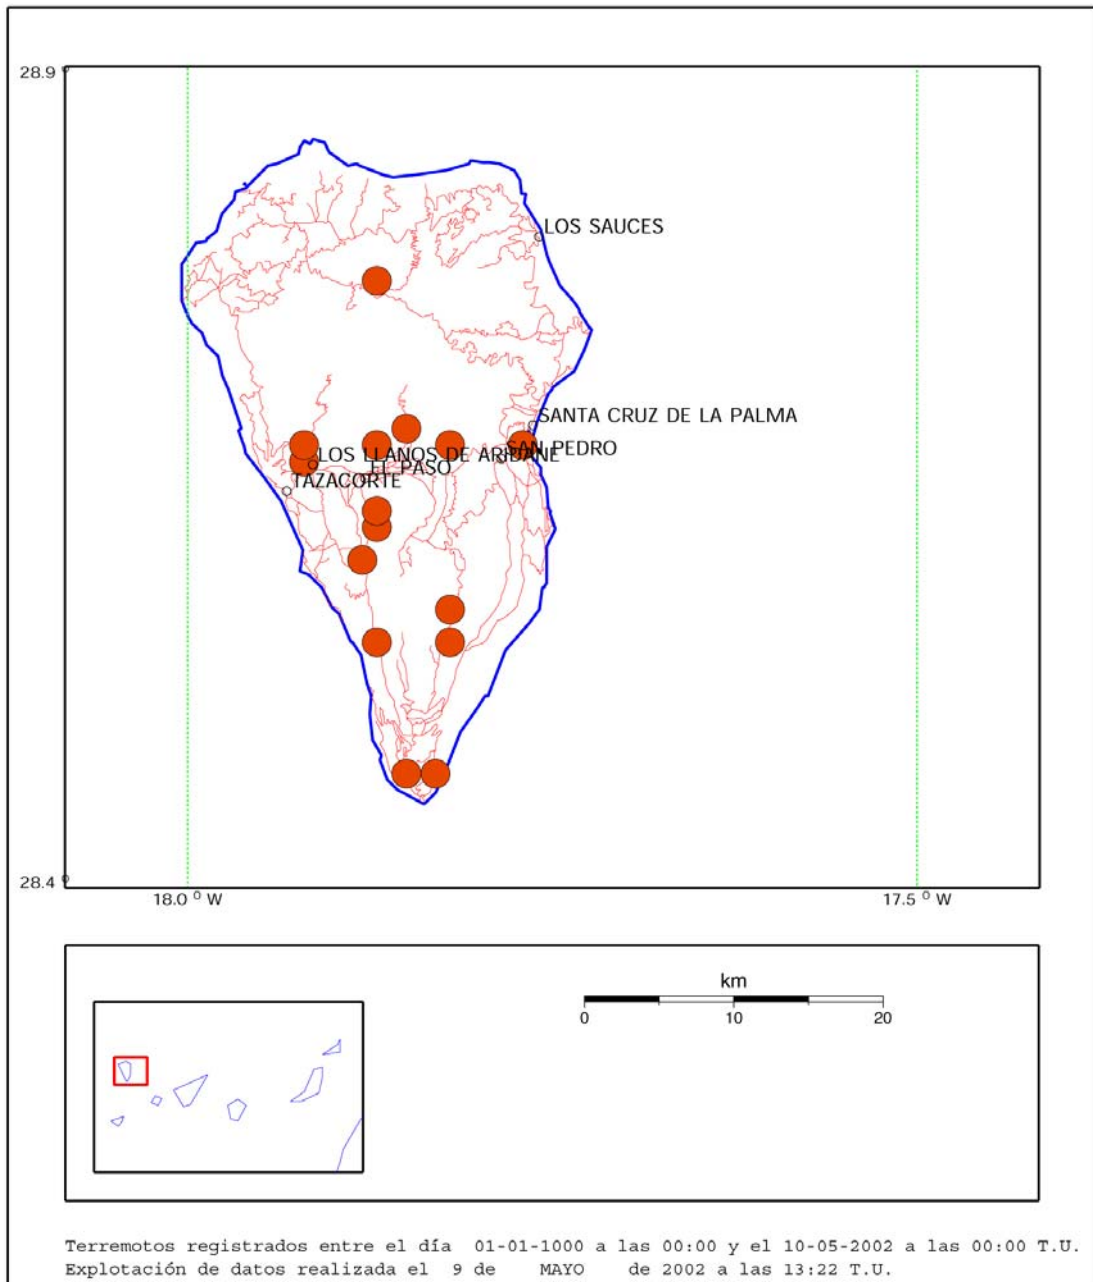 28.9°
LOS SAUCES
SANTA CRUZ DE LA PALMA
SAN PEDRO
LOS LLANOS DE ARIDANE
EL PASO
TAZACORTE
28.4°
18.0 ° W
17.5 ° W
km
0 10 20
Terremotos registrados entre el día 01-01-1000 a las 00:00 y el 10-05-2002 a las 00:00 T.U.
Explotación de datos realizada el 9 de MAYO de 2002 a las 13:22 T.U.